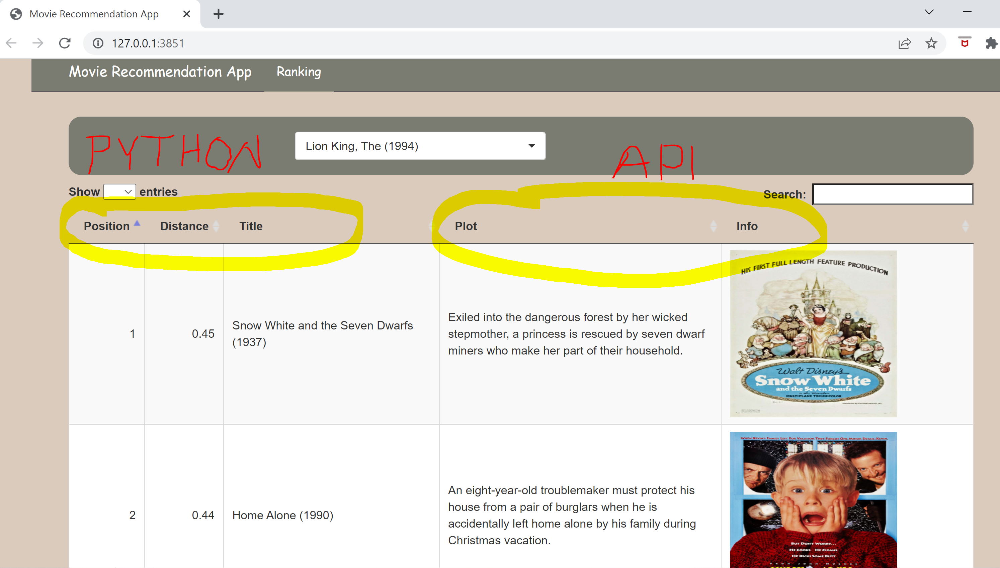 Movie Recommendation App
127.0.0.1:3851
Movie Recommendation App Ranking
PYTHON
Lion King, The (1994)
API
Show entries
Search:
Position Distance Title Plot Info
1 0.45
Snow White and the Seven Dwarfs
(1937)
Exiled into the dangerous forest by her wicked
stepmother, a princess is rescued by seven dwarf
miners who make her part of their household.
HIS FIRST FULL LENGTH FEATURE PRODUCTION
Walt Disney's
Snow White
and the Seven Dwarfs
in the Marvelous
MULTIPLANE TECHNICOLOR
2 0.44 Home Alone (1990)
An eight-year-old troublemaker must protect his
house from a pair of burglars when he is
accidentally left home alone by his family during
Christmas vacation.
WHEN KEVIN'S FAMILY LEFT FOR VACATION, THEY FORGOT ONE MINOR DETAIL: KEVIN.
BUT DON'T WORRY...
HE COOKS. HE CLEANS.
HE KICKS SOME BUTT.
FROM JOHN HUGHES